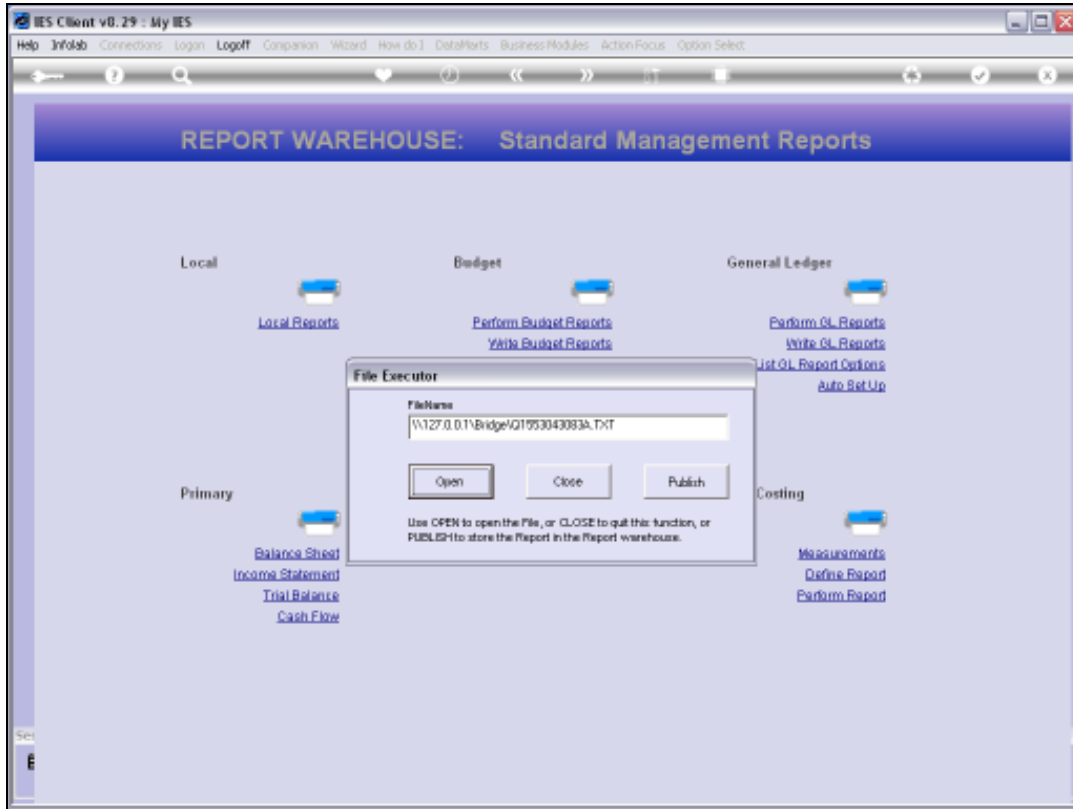 IES Client v8.29 : My IES
Help Infolab Connections Logon Logoff Companion Wizard How do I DataMarts Business Modules Action Focus Option Select
REPORT WAREHOUSE: Standard Management Reports
Local Budget General Ledger
Local Reports Perform Budget Reports Perform GL Reports
Write Budget Reports Write GL Reports
List GL Report Options
Auto Set Up
File Executor
FileName
\\127.0.0.1\Bridge\Q1553043083A.TXT
Open Close Publish
Use OPEN to open the File, or CLOSE to quit this function, or
PUBLISH to store the Report in the Report warehouse.
Primary Costing
Balance Sheet Measurements
Income Statement Define Report
Trial Balance Perform Report
Cash Flow